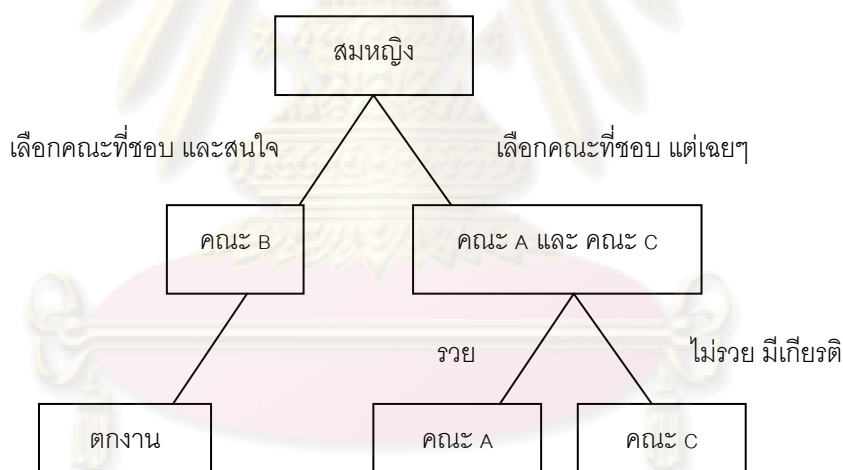 สมหญิง
เลือกคณะที่ชอบ และสนใจ
เลือกคณะที่ชอบ แต่เฉยๆ
คณะ B
คณะ A และ คณะ C
รวย
ไม่รวย มีเกียรติ
ตกงาน
คณะ A
คณะ C